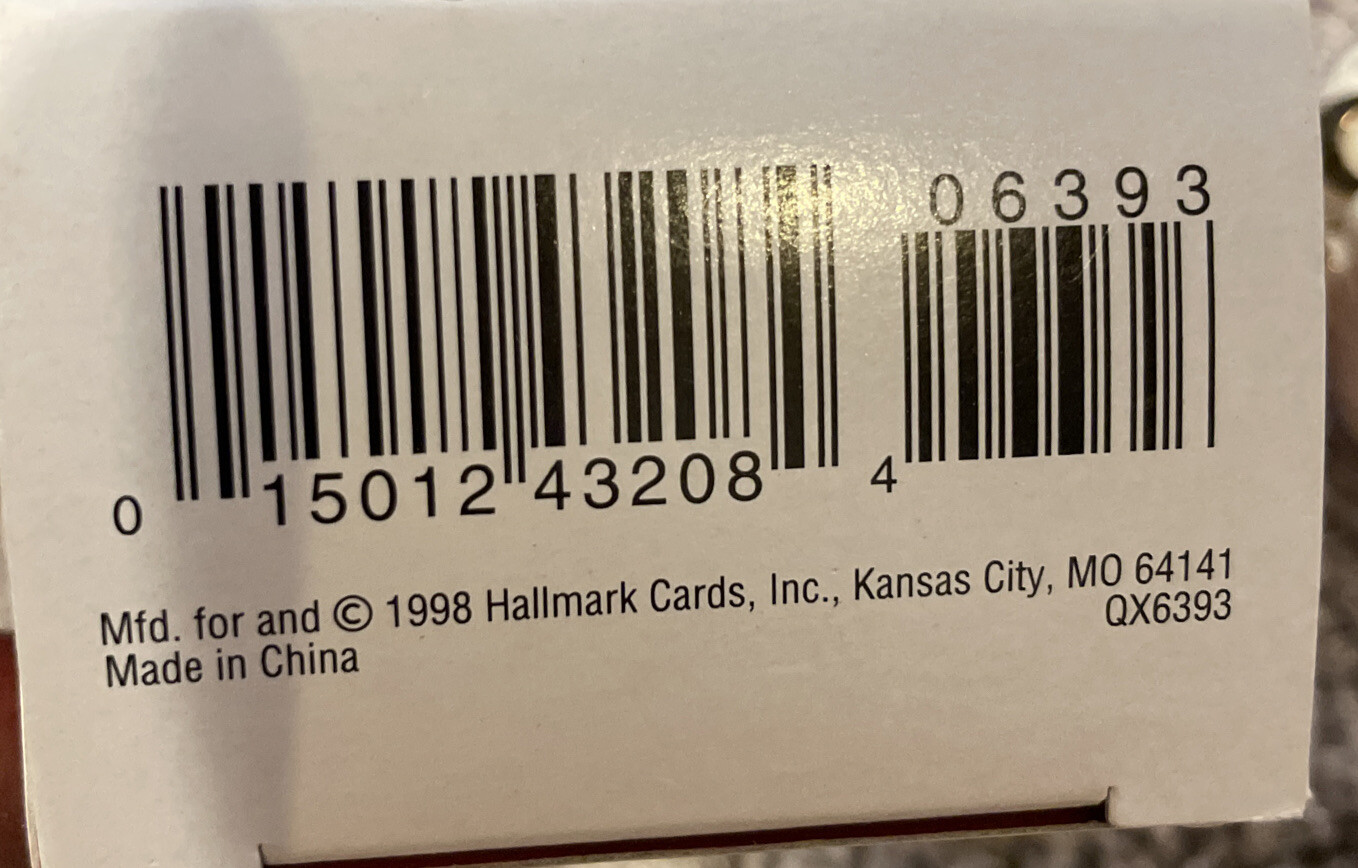 06393
0 15012 43208 4
Mfd. for and © 1998 Hallmark Cards, Inc., Kansas City, MO 64141
QX6393
Made in China